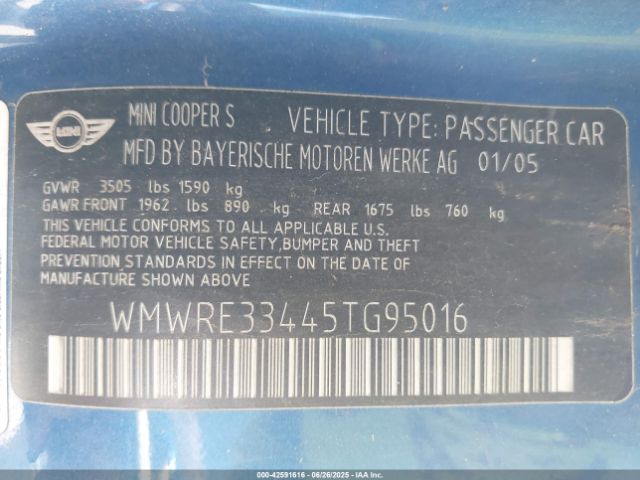 MINI
MINI COOPER S VEHICLE TYPE: PASSENGER CAR
MFD BY BAYERISCHE MOTOREN WERKE AG 01/05
GVWR 3505 lbs 1590 kg
GAWR FRONT 1962 lbs 890 kg REAR 1675 lbs 760 kg
THIS VEHICLE CONFORMS TO ALL APPLICABLE U.S.
FEDERAL MOTOR VEHICLE SAFETY,BUMPER AND THEFT
PREVENTION STANDARDS IN EFFECT ON THE DATE OF
MANUFACTURE SHOWN ABOVE
WMWRE33445TG95016
000-42591616 - 06/26/2025 - IAAI.COM